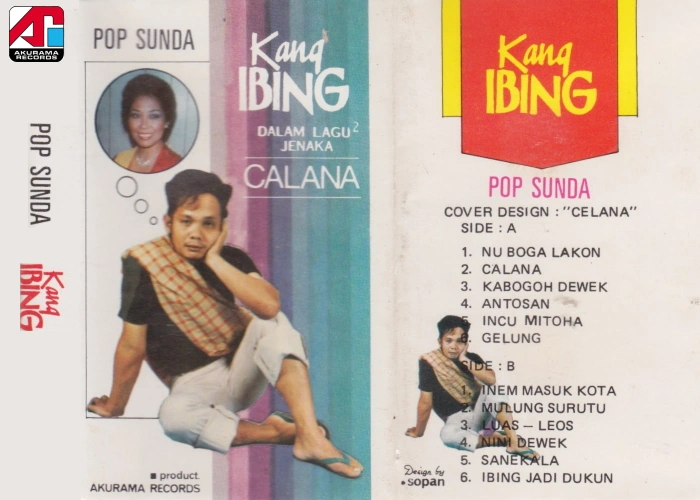 AKURAMA
RECORDS
POP SUNDA
Kang
IBING
POP SUNDA
Kang
IBING
DALAM LAGU2
JENAKA
CALANA
■ product.
AKURAMA RECORDS
Kang
IBING
POP SUNDA
COVER DESIGN : "CELANA"
SIDE : A
1. NU BOGA LAKON
2. CALANA
3. KABOGOH DEWEK
4. ANTOSAN
5. INCU MITOHA
6. GELUNG
SIDE : B
1. INEM MASUK KOTA
2. MULUNG SURUTU
3. LUAS – LEOS
4. NINI DEWEK
5. SANEKALA
6. IBING JADI DUKUN
Design by
.sopan